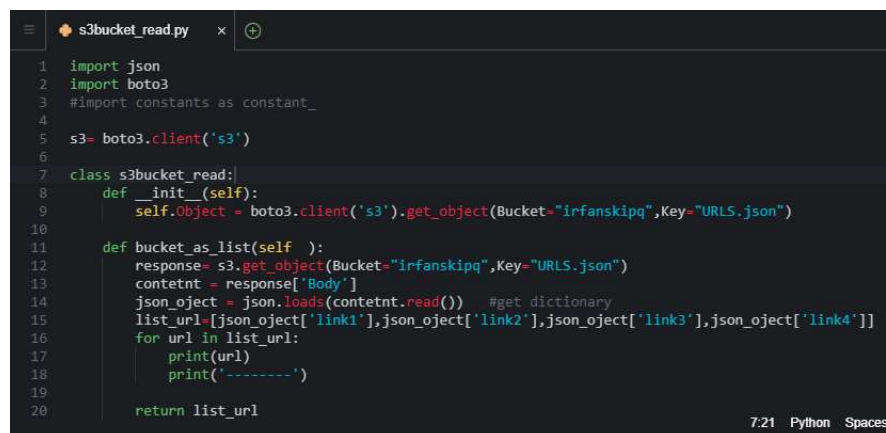 s3bucket_read.py
1 import json
2 import boto3
3 #import constants as constant_
4
5 s3= boto3.client('s3')
6
7 class s3bucket_read:
8     def __init__(self):
9         self.Object = boto3.client('s3').get_object(Bucket="irfanskipq",Key="URLS.json")
10
11     def bucket_as_list(self  ):
12         response= s3.get_object(Bucket="irfanskipq",Key="URLS.json")
13         contetnt = response['Body']
14         json_oject = json.loads(contetnt.read())   #get dictionary
15         list_url=[json_oject['link1'],json_oject['link2'],json_oject['link3'],json_oject['link4']]
16         for url in list_url:
17             print(url)
18             print('--------')
19
20         return list_url
7:21 Python Spaces